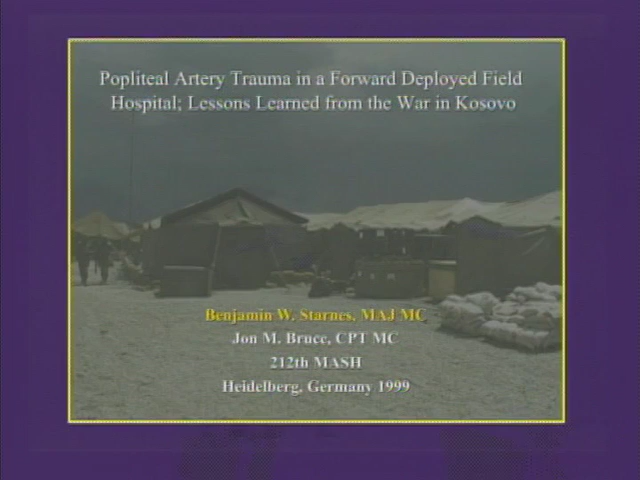 Popliteal Artery Trauma in a Forward Deployed Field
Hospital; Lessons Learned from the War in Kosovo
Benjamin W. Starnes, MAJ MC
Jon M. Bruce, CPT MC
212th MASH
Heidelberg, Germany 1999